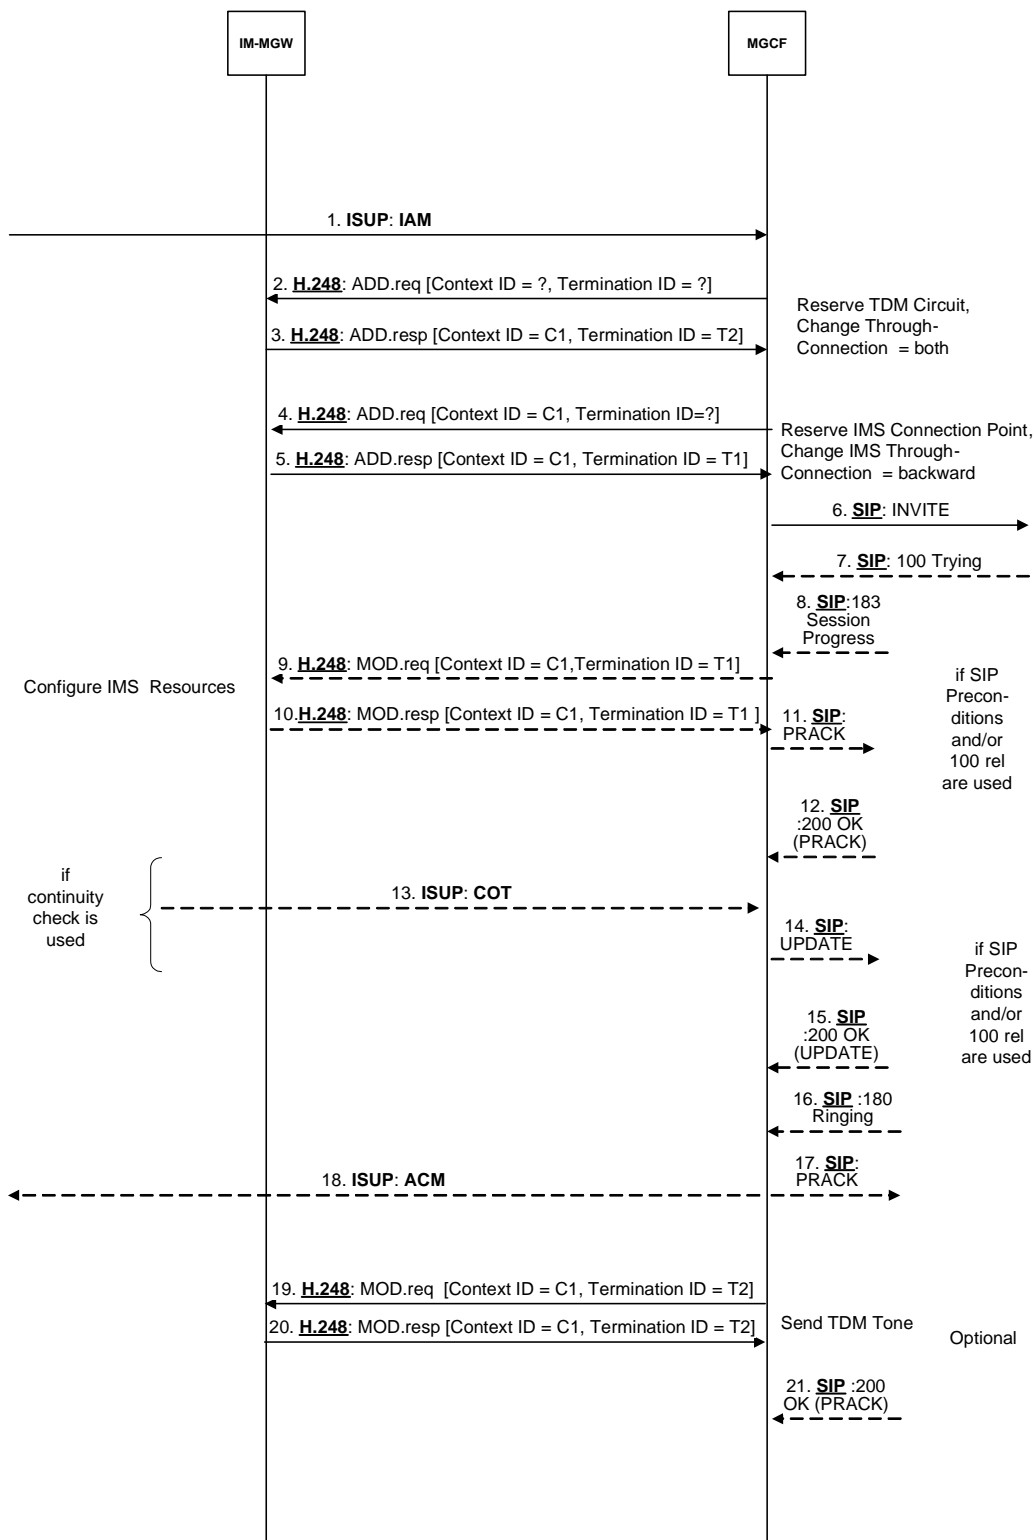 IM-MGW
MGCF
1. ISUP: IAM
2. H.248: ADD.req [Context ID = ?, Termination ID = ?]
Reserve TDM Circuit,
Change Through-
Connection = both
3. H.248: ADD.resp [Context ID = C1, Termination ID = T2]
4. H.248: ADD.req [Context ID = C1, Termination ID=?]
Reserve IMS Connection Point,
Change IMS Through-
Connection = backward
5. H.248: ADD.resp [Context ID = C1, Termination ID = T1]
6. SIP: INVITE
7. SIP: 100 Trying
8. SIP:183
Session
Progress
9. H.248: MOD.req [Context ID = C1,Termination ID = T1]
Configure IMS Resources
if SIP
Precon-
ditions
and/or
100 rel
are used
10.H.248: MOD.resp [Context ID = C1, Termination ID = T1 ]
11. SIP:
PRACK
12. SIP
:200 OK
(PRACK)
if
continuity
check is
used
13. ISUP: COT
14. SIP:
UPDATE
if SIP
Precon-
ditions
and/or
100 rel
are used
15. SIP
:200 OK
(UPDATE)
16. SIP :180
Ringing
17. SIP:
PRACK
18. ISUP: ACM
19. H.248: MOD.req [Context ID = C1, Termination ID = T2]
20. H.248: MOD.resp [Context ID = C1, Termination ID = T2]
Send TDM Tone
Optional
21. SIP :200
OK (PRACK)